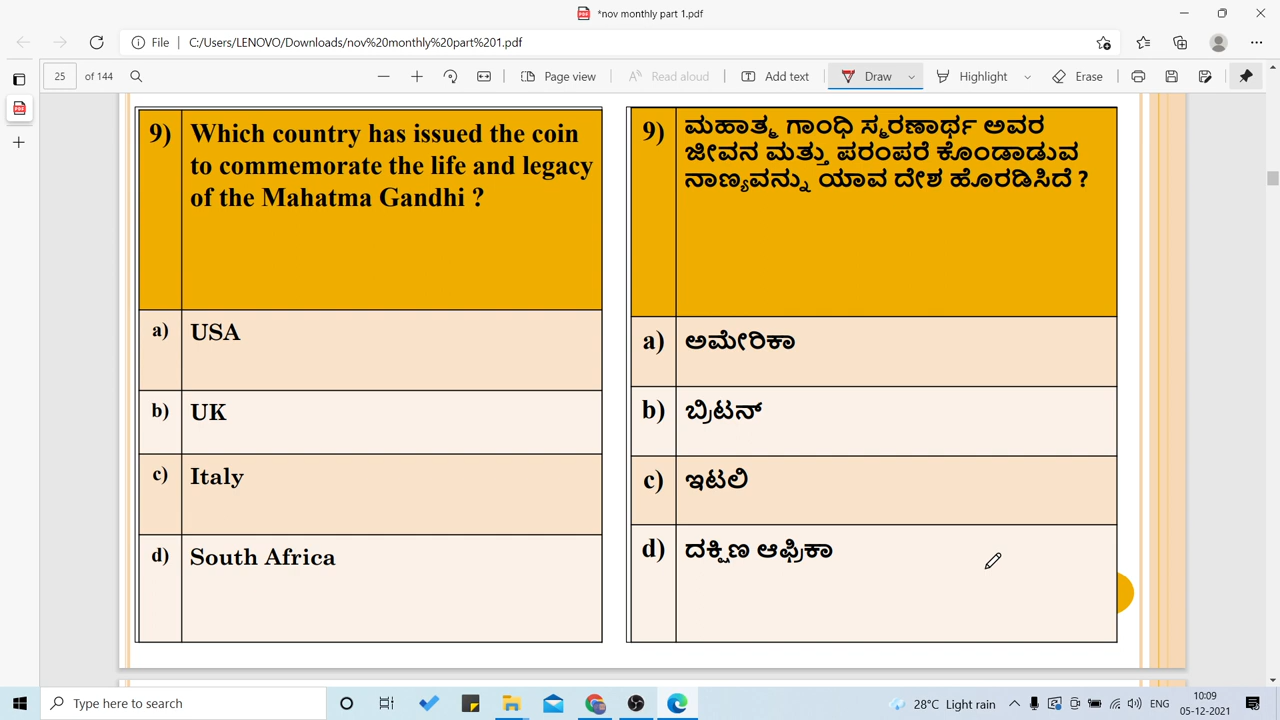 *nov monthly part 1.pdf
File | C:/Users/LENOVO/Downloads/nov%20monthly%20part%201.pdf
25 of 144 Page view Read aloud Add text Draw Highlight Erase
9) Which country has issued the coin
to commemorate the life and legacy
of the Mahatma Gandhi ?
a) USA
b) UK
c) Italy
d) South Africa
9) ಮಹಾತ್ಮ ಗಾಂಧಿ ಸ್ಮರಣಾರ್ಥ ಅವರ
ಜೀವನ ಮತ್ತು ಪರಂಪರೆ ಕೊಂಡಾಡುವ
ನಾಣ್ಯವನ್ನು ಯಾವ ದೇಶ ಹೊರಡಿಸಿದೆ ?
a) ಅಮೇರಿಕಾ
b) ಬ್ರಿಟನ್
c) ಇಟಲಿ
d) ದಕ್ಷಿಣ ಆಫ್ರಿಕಾ
Type here to search
28°C Light rain ENG
10:09
05-12-2021